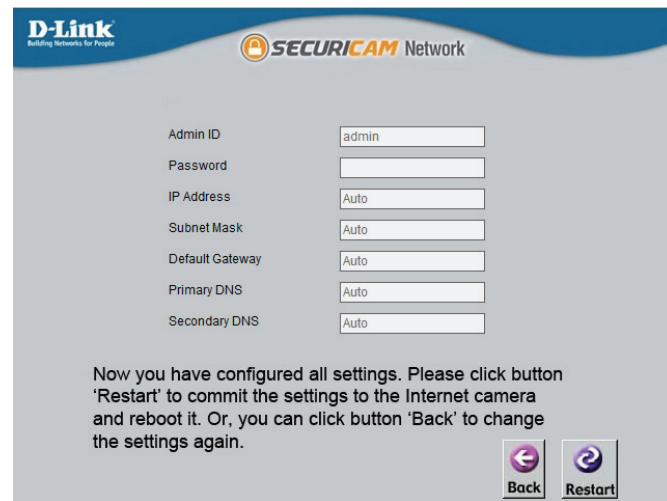 D-Link
Building Networks for People
SECURICAM Network
Admin ID admin
Password
IP Address Auto
Subnet Mask Auto
Default Gateway Auto
Primary DNS Auto
Secondary DNS Auto
Now you have configured all settings. Please click button
‘Restart’ to commit the settings to the Internet camera
and reboot it. Or, you can click button ‘Back’ to change
the settings again.
Back Restart